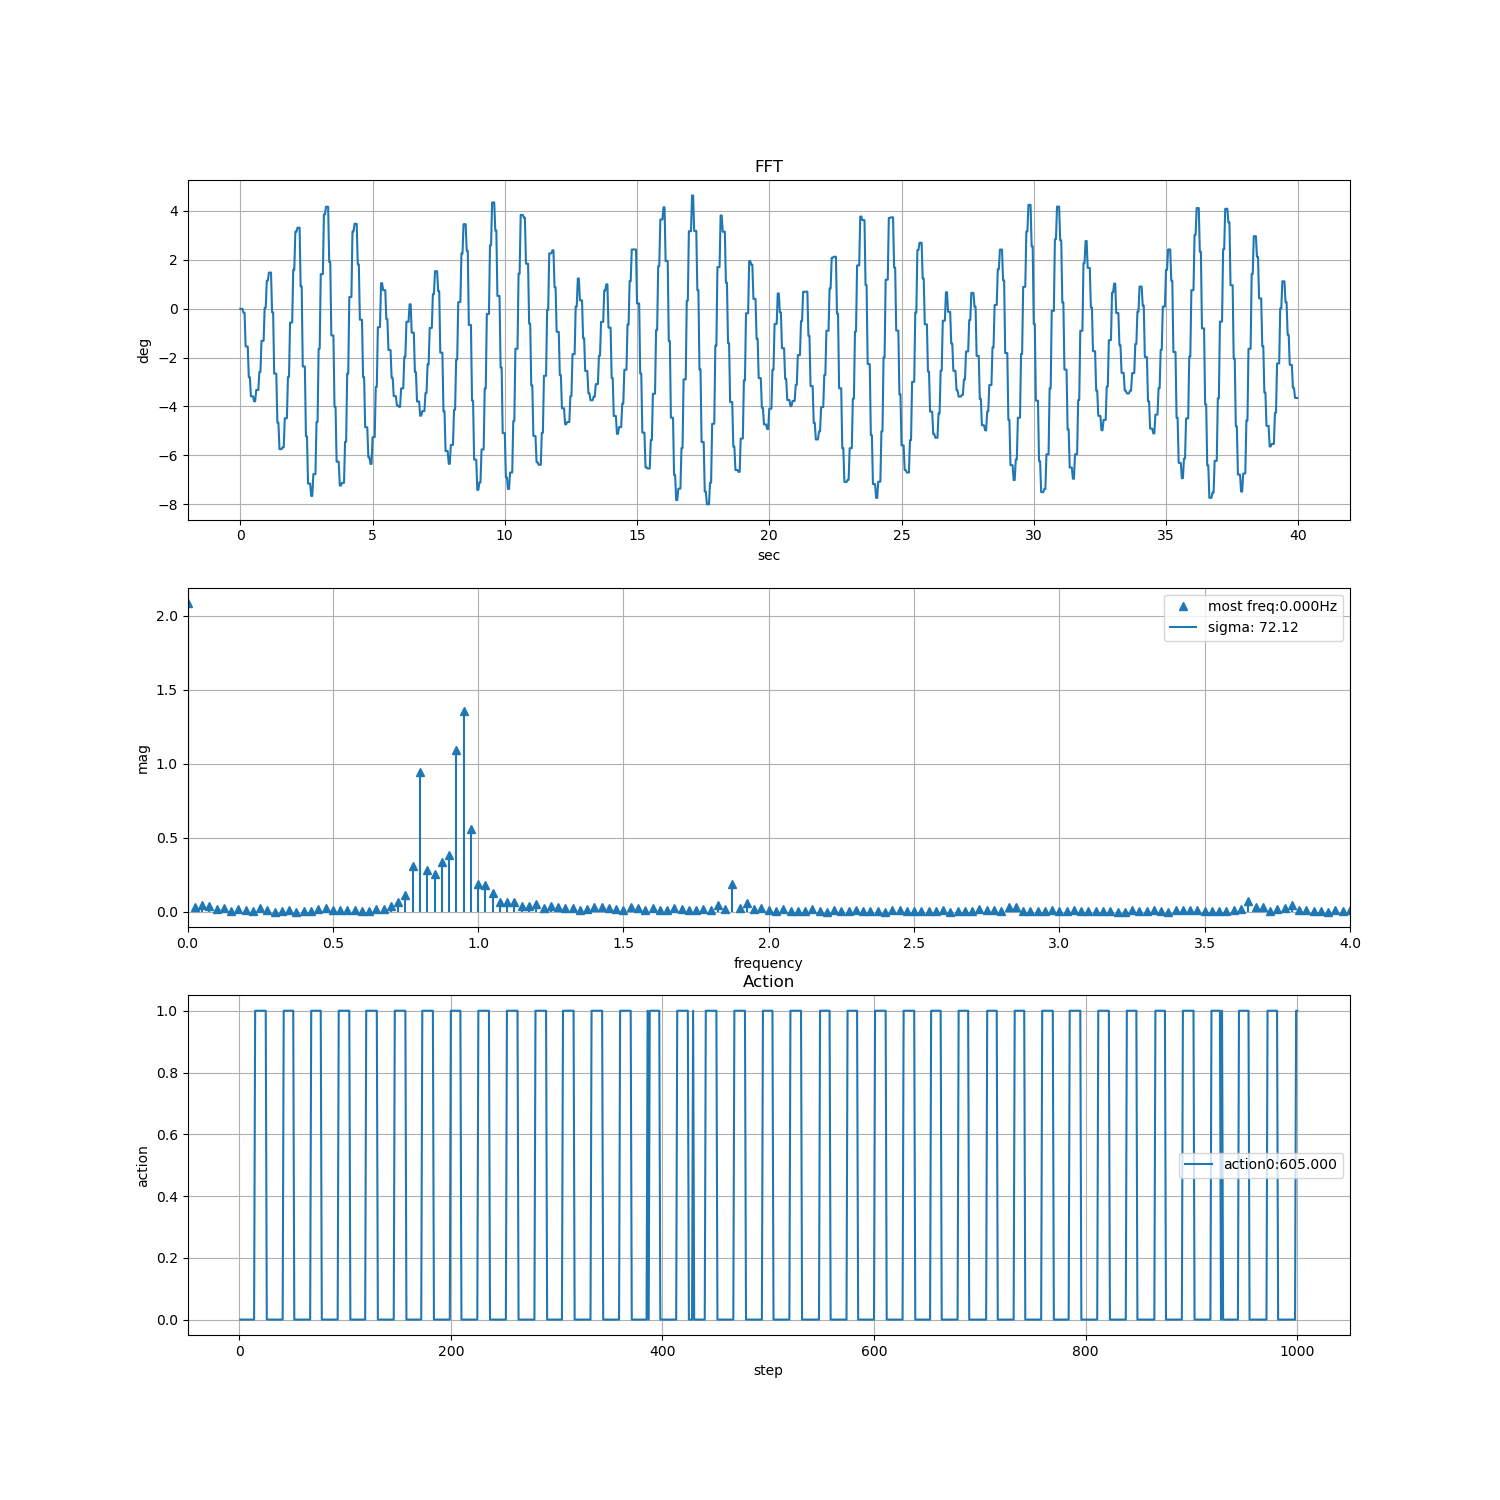 FFT
4
2
0
−2
−4
−6
−8
deg
0 5 10 15 20 25 30 35 40
sec
most freq:0.000Hz
sigma: 72.12
2.0
1.5
1.0
0.5
0.0
mag
0.0 0.5 1.0 1.5 2.0 2.5 3.0 3.5 4.0
frequency
Action
1.0
0.8
0.6
0.4
0.2
0.0
action
action0:605.000
0 200 400 600 800 1000
step